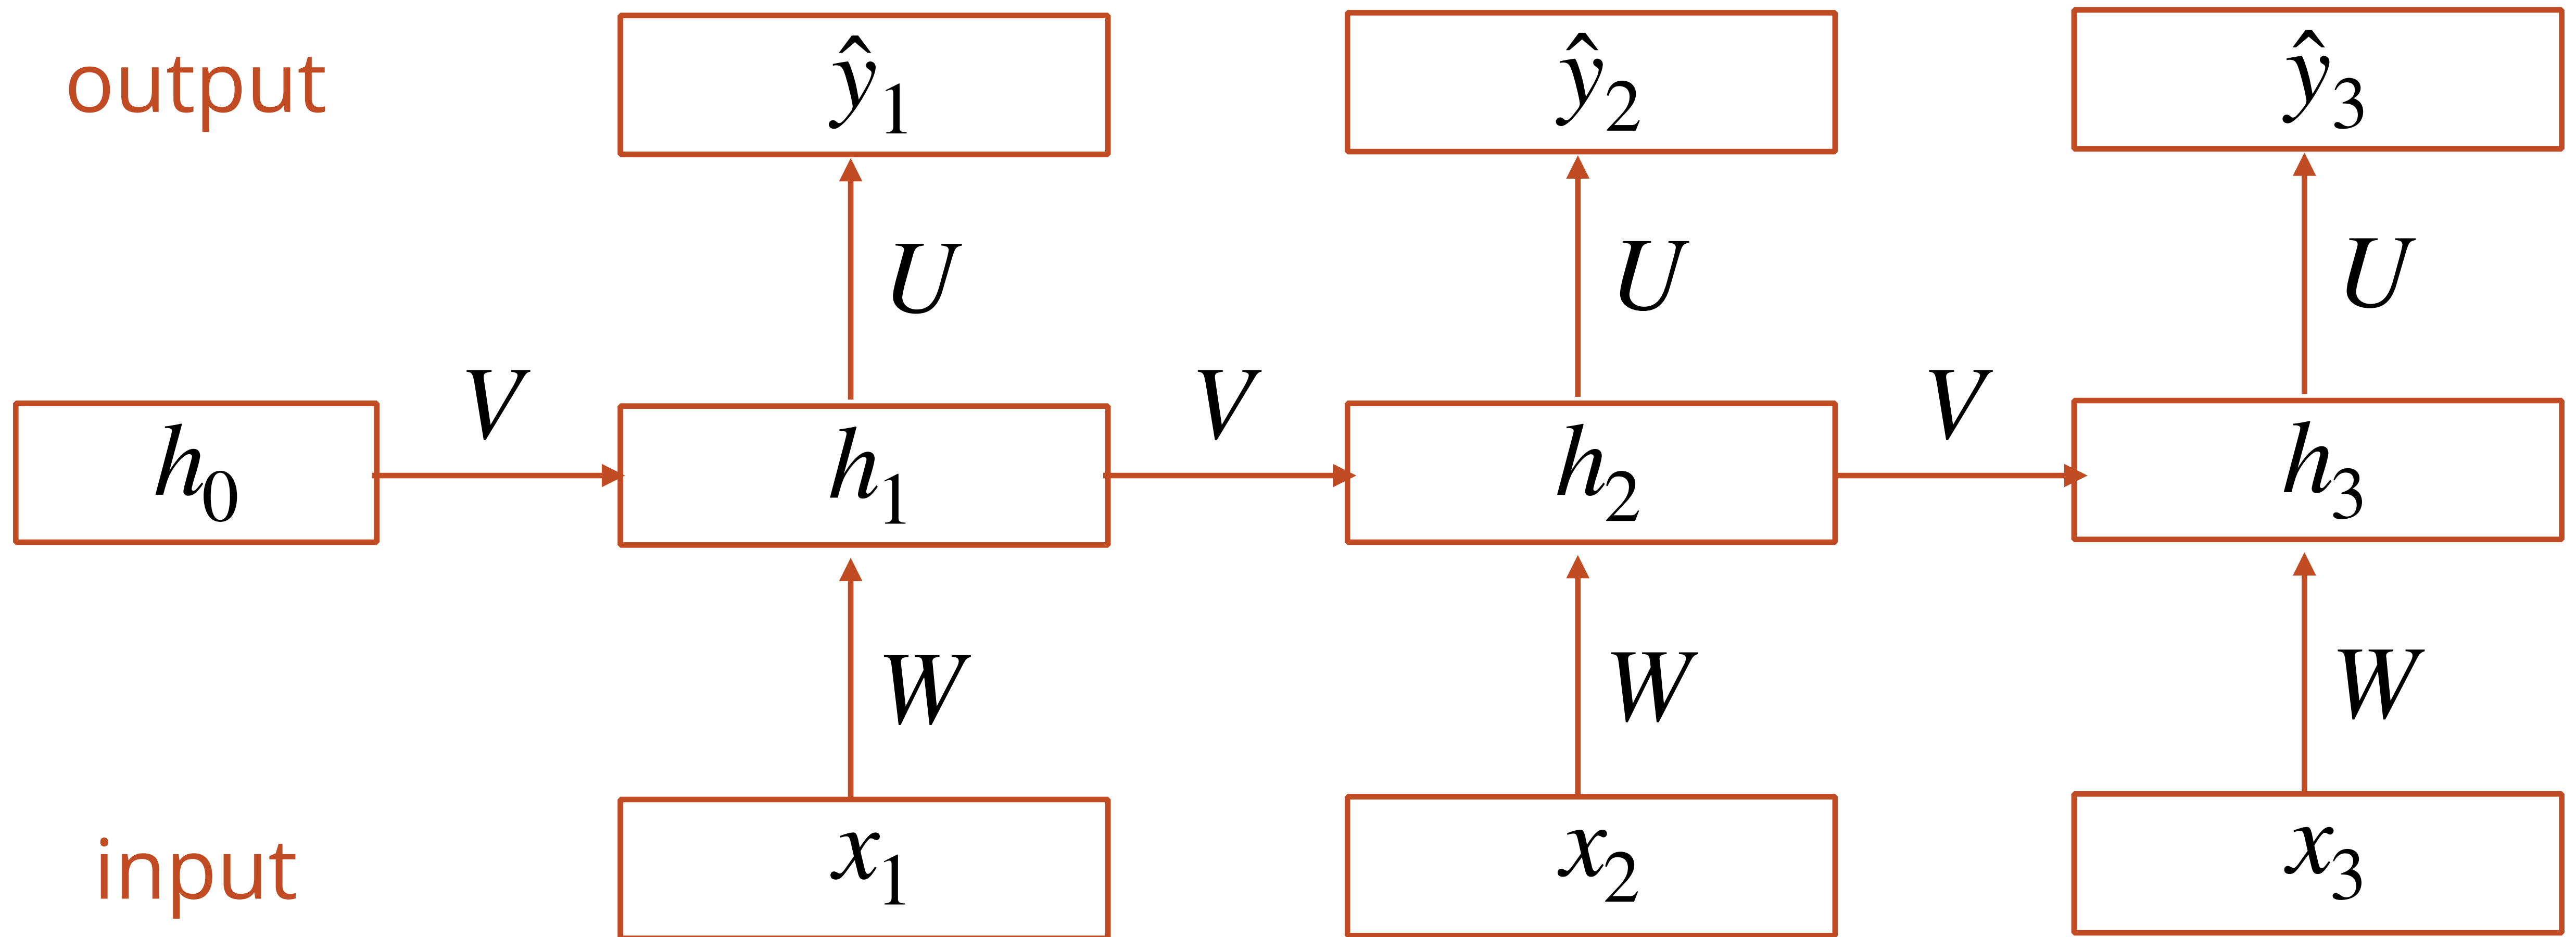 output ŷ₁ ŷ₂ ŷ₃
U U U
V V V
h₀ h₁ h₂ h₃
W W W
input x₁ x₂ x₃